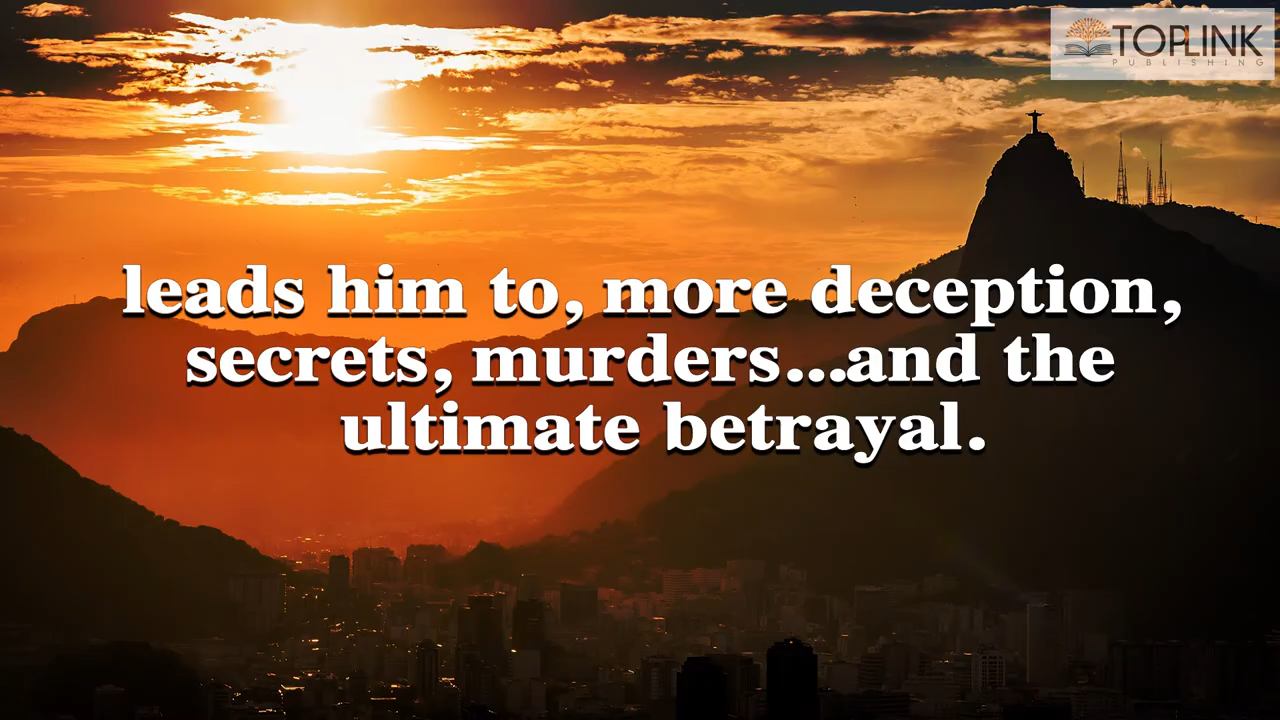 TOPLINK
PUBLISHING
leads him to, more deception,
secrets, murders...and the
ultimate betrayal.